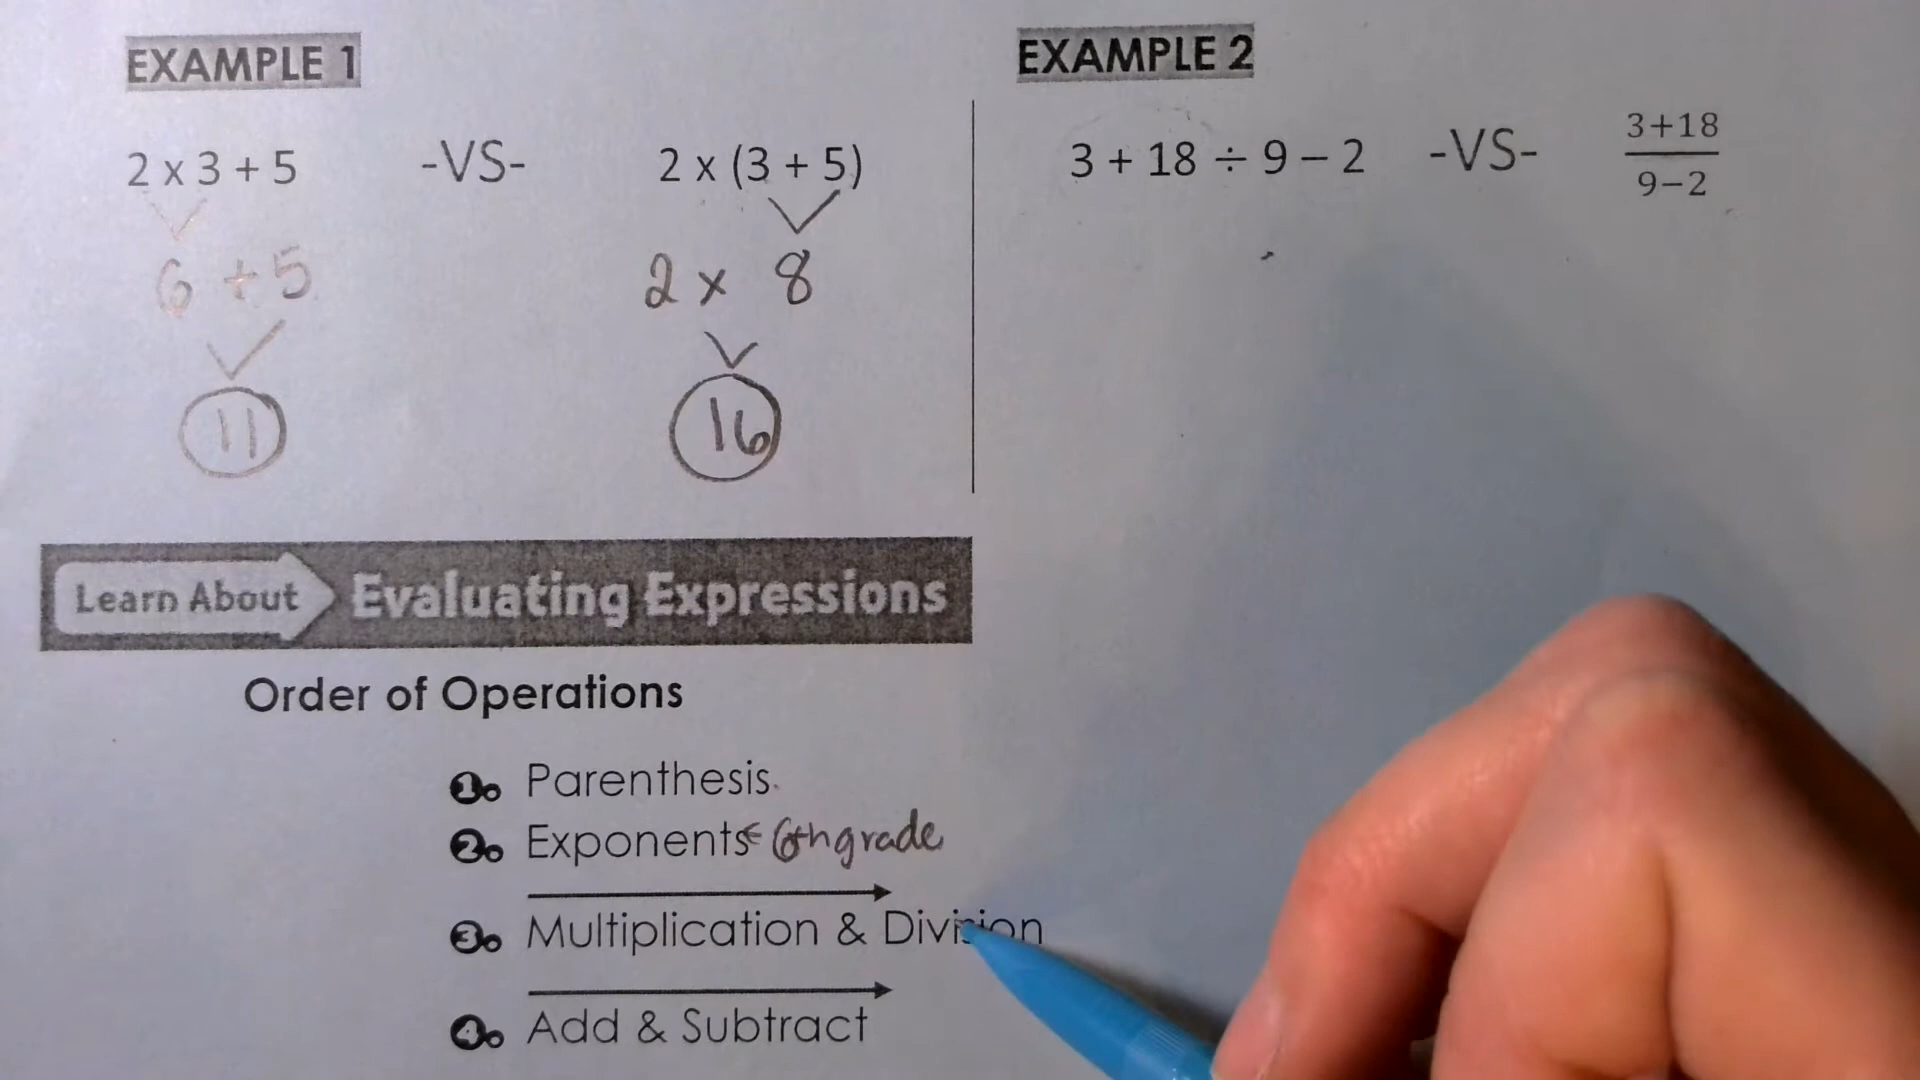 EXAMPLE 1
2 x 3 + 5 -VS- 2 x (3 + 5)
6 + 5 2 x 8
11 16
EXAMPLE 2
3 + 18 ÷ 9 – 2 -VS- 3+18
9−2
Learn About Evaluating Expressions
Order of Operations
1. Parenthesis
2. Exponents ← 6th grade
3. Multiplication & Division
4. Add & Subtract